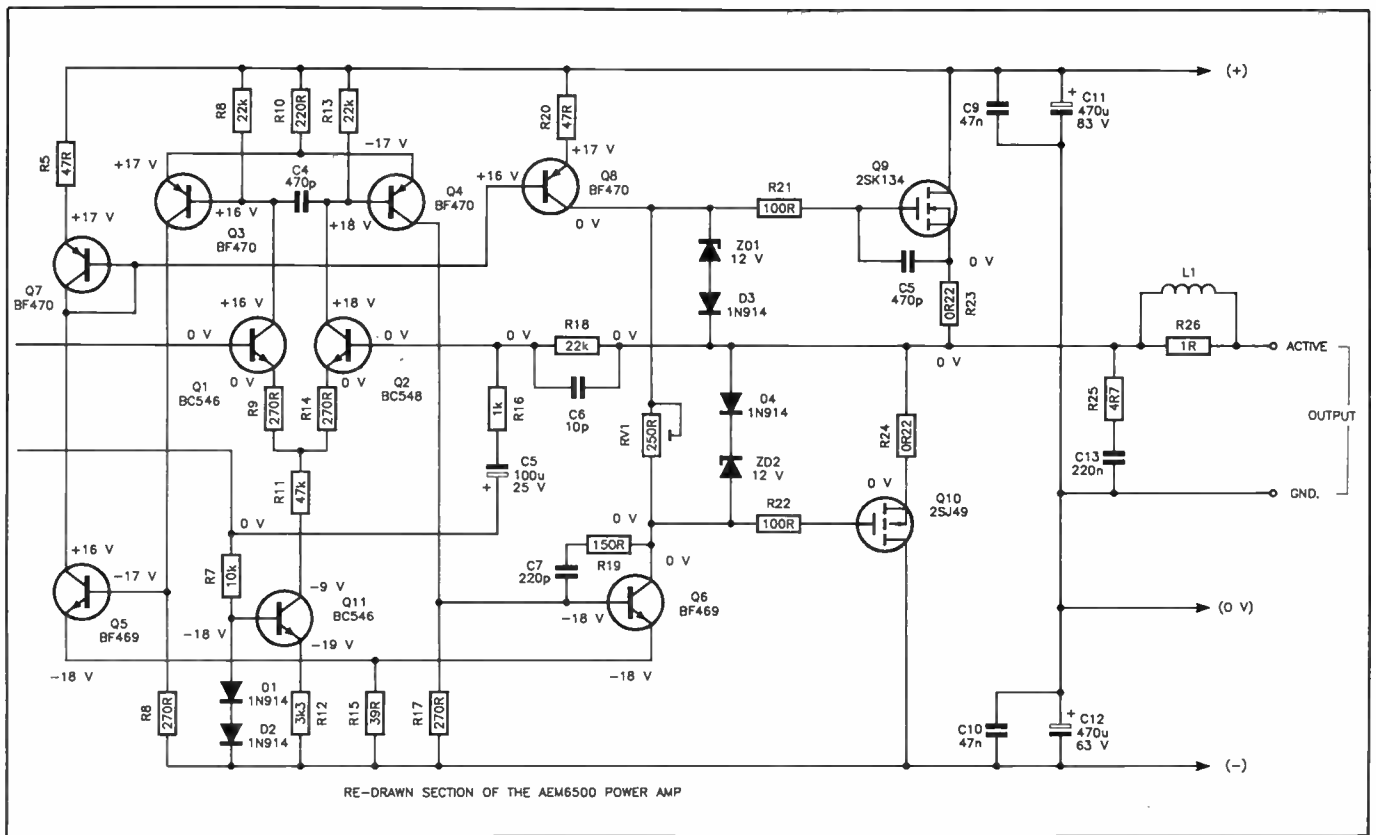 (+)
R8
22k
R10
220R
R13
22k
R20
47R
C9
47n
+
C11
470u
83 V
R5
47R
+17 V
-17 V
+17 V
C4
470p
Q4
BF470
+16 V
Q8
BF470
Q9
2SK134
R21
100R
+16 V
+18 V
0 V
+17 V
Q3
BF470
ZD1
12 V
0 V
C5
470p
0R22
R23
Q7
BF470
D3
1N914
L1
+16 V
+18 V
R18
22k
R26
1R
0 V
0 V
0 V
0 V
ACTIVE
0 V
0 V
0 V
Q1
BC546
Q2
BC548
R9
270R
R14
270R
1k
R16
C6
10p
RV1
250R
D4
1N914
R24
0R22
R25
4R7
OUTPUT
ZD2
12 V
C5
100u
25 V
+
C13
220n
R11
47k
0 V
R22
100R
Q10
2SJ49
GND.
0 V
0 V
+16 V
-17 V
R7
10k
-9 V
150R
R19
0 V
C7
220p
Q11
BC546
Q5
BF469
-18 V
-19 V
-18 V
Q6
BF469
(0 V)
-18 V
-18 V
R8
270R
D1
1N914
D2
1N914
3k3
R12
R15
39R
R17
270R
C10
47n
+
C12
470u
63 V
(-)
RE-DRAWN SECTION OF THE AEM6500 POWER AMP